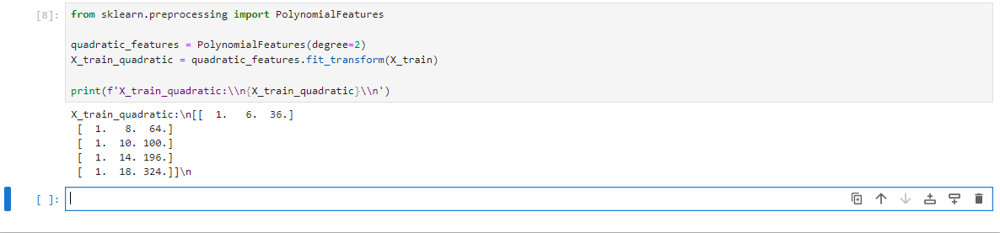 [8]:
from sklearn.preprocessing import PolynomialFeatures
quadratic_features = PolynomialFeatures(degree=2)
X_train_quadratic = quadratic_features.fit_transform(X_train)
print(f'X_train_quadratic:\\n{X_train_quadratic}\\n')
X_train_quadratic:\n[[  1.   6.  36.]
 [  1.   8.  64.]
 [  1.  10. 100.]
 [  1.  14. 196.]
 [  1.  18. 324.]]\n
[ ]: